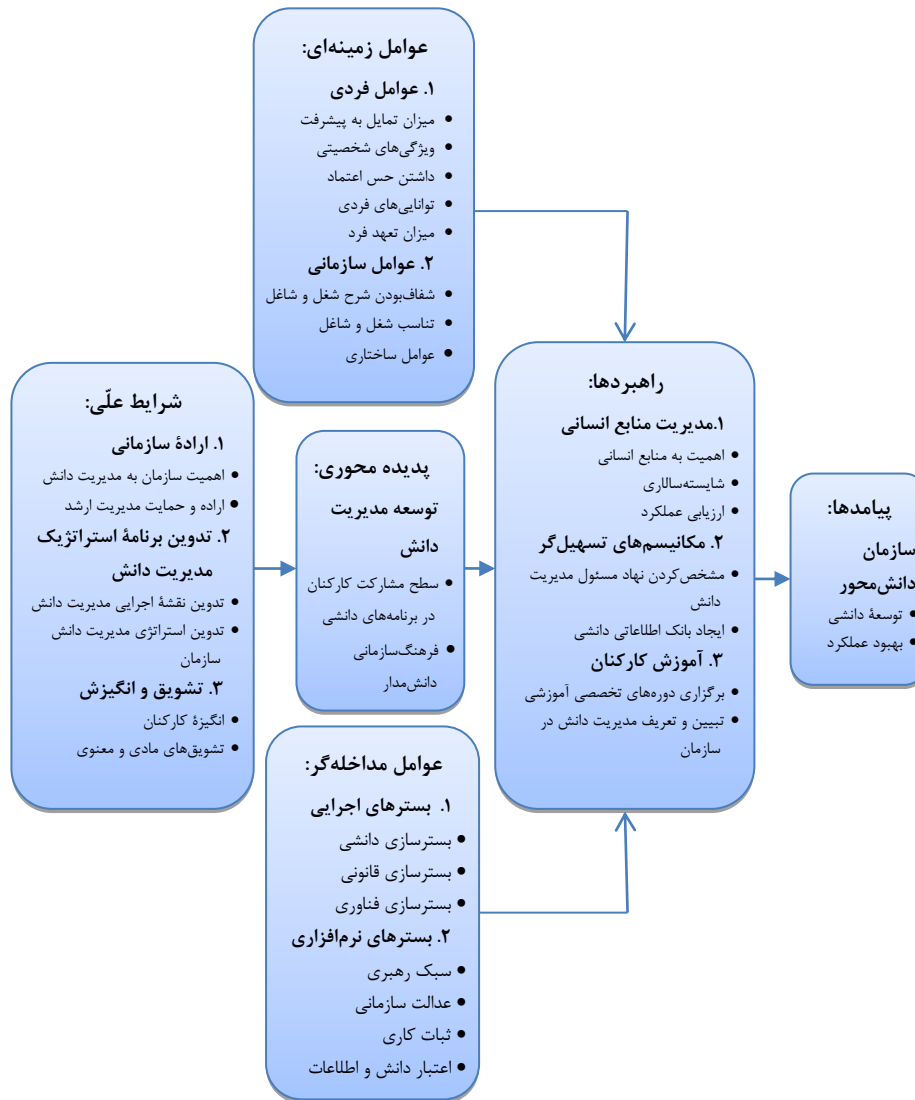 عوامل زمینه‌ای:
۱. عوامل فردی
• میزان تمایل به پیشرفت
• ویژگی‌های شخصیتی
• داشتن حس اعتماد
• توانایی‌های فردی
• میزان تعهد فرد
۲. عوامل سازمانی
• شفاف‌بودن شرح شغل و شاغل
• تناسب شغل و شاغل
• عوامل ساختاری
شرایط علّی:
۱. ارادهٔ سازمانی
• اهمیت سازمان به مدیریت دانش
• اراده و حمایت مدیریت ارشد
۲. تدوین برنامهٔ استراتژیک
مدیریت دانش
• تدوین نقشهٔ اجرایی مدیریت دانش
• تدوین استراتژی مدیریت دانش
سازمان
۳. تشویق و انگیزش
• انگیزهٔ کارکنان
• تشویق‌های مادی و معنوی
پدیده محوری:
توسعه مدیریت
دانش
• سطح مشارکت کارکنان
در برنامه‌های دانشی
• فرهنگ‌سازمانی
دانش‌مدار
راهبردها:
۱.مدیریت منابع انسانی
• اهمیت به منابع انسانی
• شایسته‌سالاری
• ارزیابی عملکرد
۲. مکانیسم‌های تسهیل‌گر
• مشخص‌کردن نهاد مسئول مدیریت
دانش
• ایجاد بانک اطلاعاتی دانشی
۳. آموزش کارکنان
• برگزاری دوره‌های تخصصی آموزشی
• تبیین و تعریف مدیریت دانش در
سازمان
پیامدها:
سازمان
دانش‌محور
• توسعهٔ دانشی
• بهبود عملکرد
عوامل مداخله‌گر:
۱. بسترهای اجرایی
• بسترسازی دانشی
• بسترسازی قانونی
• بسترسازی فناوری
۲. بسترهای نرم‌افزاری
• سبک رهبری
• عدالت سازمانی
• ثبات کاری
• اعتبار دانش و اطلاعات